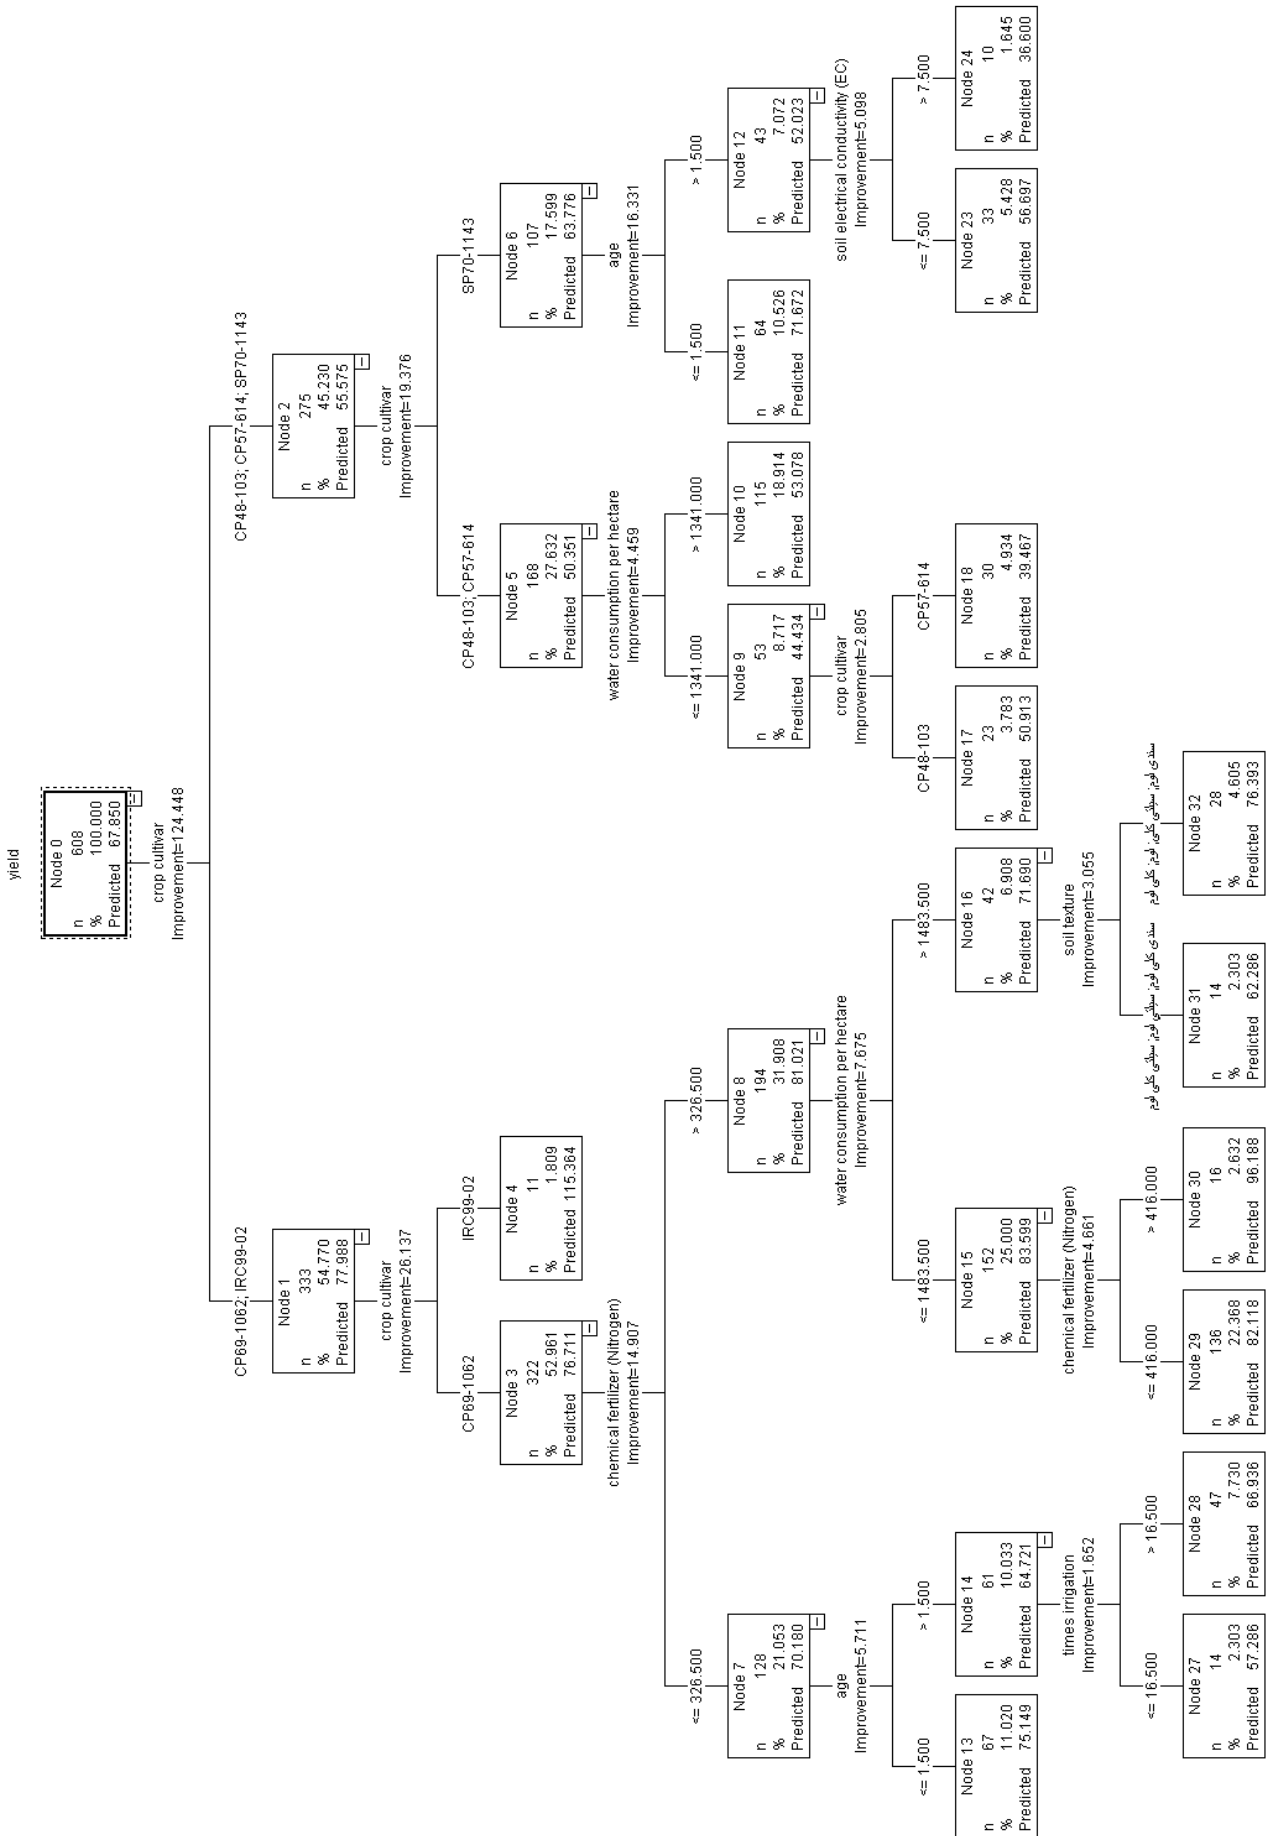 yield
Node 0
n 608
% 100.000
Predicted 67.850
crop cultivar
Improvement=124.448
CP69-1062; IRC99-02
CP48-103; CP57-614; SP70-1143
Node 1
n 333
% 54.770
Predicted 77.988
Node 2
n 275
% 45.230
Predicted 55.575
crop cultivar
Improvement=26.137
crop cultivar
Improvement=19.376
CP69-1062
IRC99-02
CP48-103; CP57-614
SP70-1143
Node 3
n 322
% 52.961
Predicted 76.711
Node 4
n 11
% 1.809
Predicted 115.364
Node 5
n 168
% 27.632
Predicted 50.351
Node 6
n 107
% 17.599
Predicted 63.776
chemical fertilizer (Nitrogen)
Improvement=14.907
water consumption per hectare
Improvement=4.459
age
Improvement=16.331
<= 326.500
> 326.500
<= 1341.000
> 1341.000
<= 1.500
> 1.500
Node 7
n 128
% 21.053
Predicted 70.180
Node 8
n 194
% 31.908
Predicted 81.021
Node 9
n 53
% 8.717
Predicted 44.434
Node 10
n 115
% 18.914
Predicted 53.078
Node 11
n 64
% 10.526
Predicted 71.672
Node 12
n 43
% 7.072
Predicted 52.023
age
Improvement=5.711
water consumption per hectare
Improvement=7.675
crop cultivar
Improvement=2.805
soil electrical conductivity (EC)
Improvement=5.098
<= 1.500
> 1.500
<= 1483.500
> 1483.500
CP48-103
CP57-614
<= 7.500
> 7.500
Node 13
n 67
% 11.020
Predicted 75.149
Node 14
n 61
% 10.033
Predicted 64.721
Node 15
n 152
% 25.000
Predicted 83.599
Node 16
n 42
% 6.908
Predicted 71.690
Node 17
n 23
% 3.783
Predicted 50.913
Node 18
n 30
% 4.934
Predicted 39.467
Node 23
n 33
% 5.428
Predicted 56.697
Node 24
n 10
% 1.645
Predicted 36.600
times irrigation
Improvement=1.652
chemical fertilizer (Nitrogen)
Improvement=4.661
soil texture
Improvement=3.055
<= 16.500
> 16.500
<= 416.000
> 416.000
سندی کلی لوم; سیلتی لوم; سیلتی کلی لوم
سندی لوم; سیلتی کلی; لوم; کلی لوم
Node 27
n 14
% 2.303
Predicted 57.286
Node 28
n 47
% 7.730
Predicted 66.936
Node 29
n 136
% 22.368
Predicted 82.118
Node 30
n 16
% 2.632
Predicted 96.188
Node 31
n 14
% 2.303
Predicted 62.286
Node 32
n 28
% 4.605
Predicted 76.393